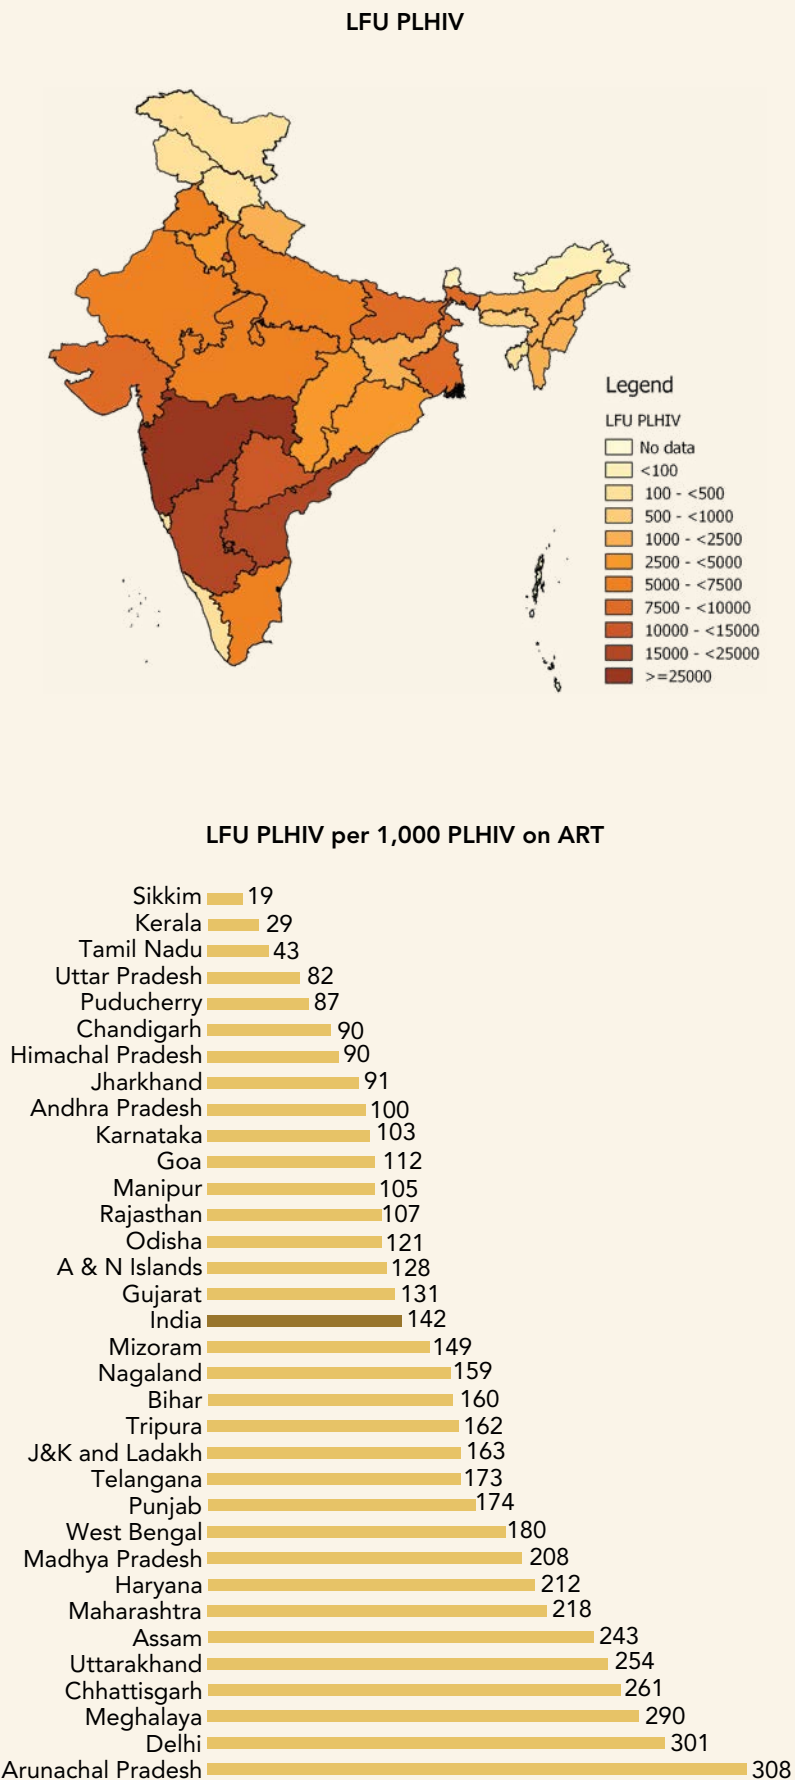 LFU PLHIV
Legend
LFU PLHIV
No data
<100
100 - <500
500 - <1000
1000 - <2500
2500 - <5000
5000 - <7500
7500 - <10000
10000 - <15000
15000 - <25000
>=25000
LFU PLHIV per 1,000 PLHIV on ART
Sikkim 19
Kerala 29
Tamil Nadu 43
Uttar Pradesh 82
Puducherry 87
Chandigarh 90
Himachal Pradesh 90
Jharkhand 91
Andhra Pradesh 100
Karnataka 103
Goa 112
Manipur 105
Rajasthan 107
Odisha 121
A & N Islands 128
Gujarat 131
India 142
Mizoram 149
Nagaland 159
Bihar 160
Tripura 162
J&K and Ladakh 163
Telangana 173
Punjab 174
West Bengal 180
Madhya Pradesh 208
Haryana 212
Maharashtra 218
Assam 243
Uttarakhand 254
Chhattisgarh 261
Meghalaya 290
Delhi 301
Arunachal Pradesh 308